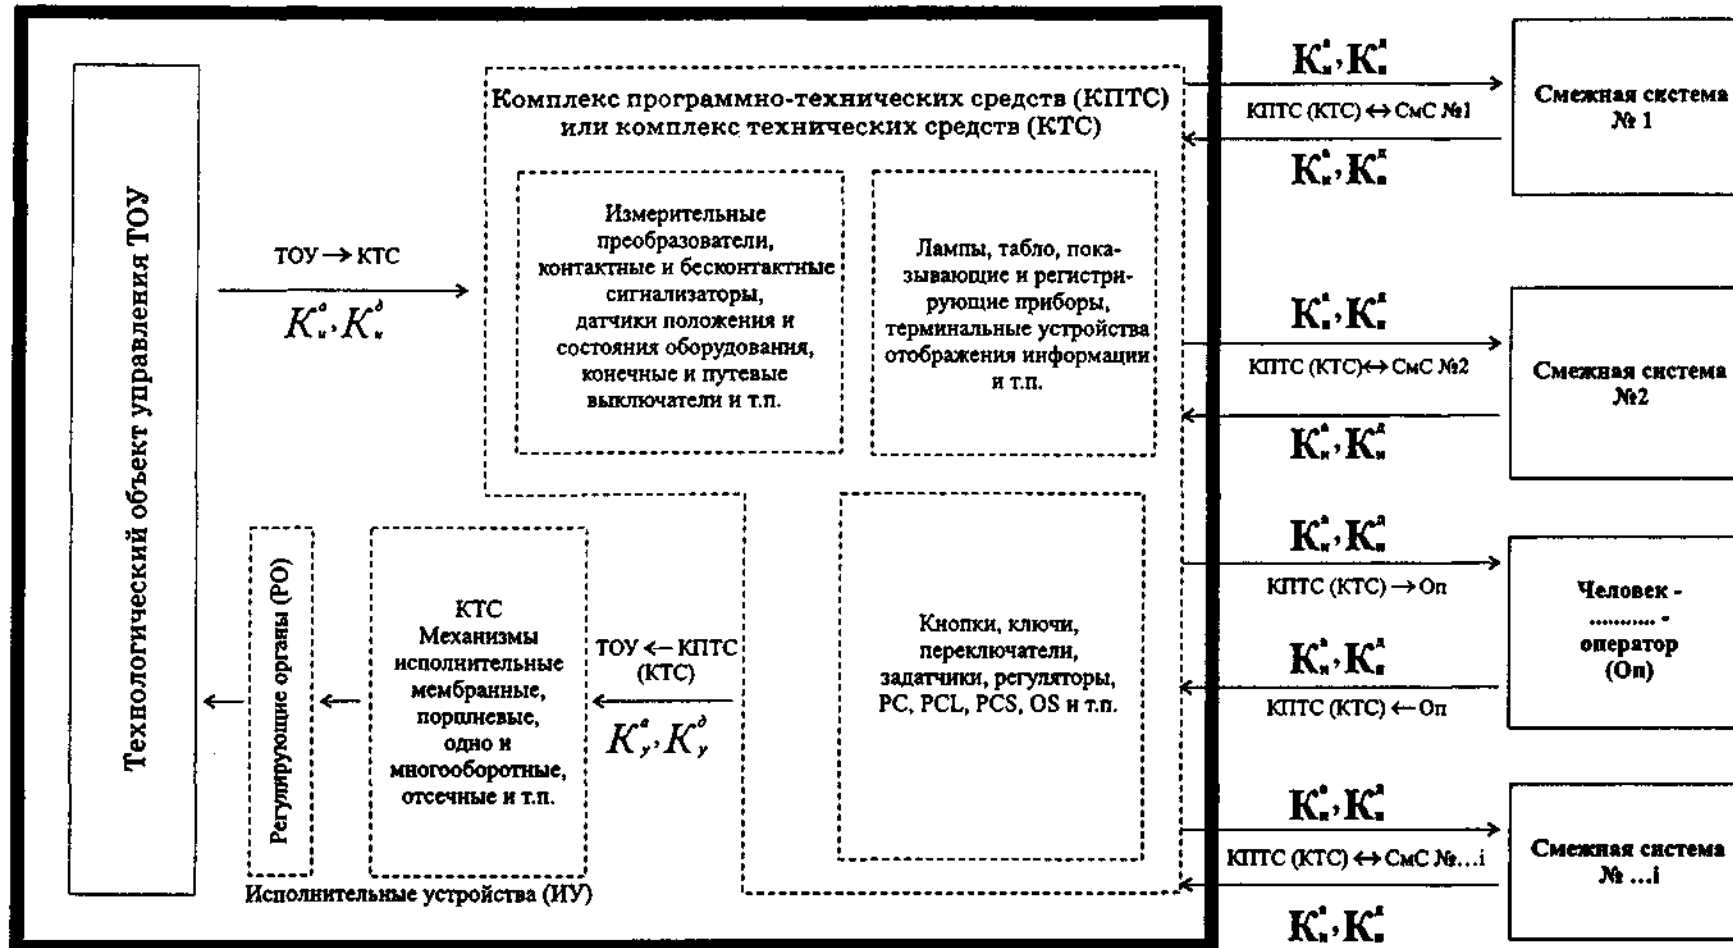 Технологический объект управления ТОУ
ТОУ → КТС
Kᵃᵤ, Kᵟᵤ
Комплекс программно-технических средств (КПТС)
или комплекс технических средств (КТС)
Измерительные
преобразователи,
контактные и бесконтактные
сигнализаторы,
датчики положения и
состояния оборудования,
конечные и путевые
выключатели и т.п.
Лампы, табло, пока-
зывающие и регистри-
рующие приборы,
терминальные устройства
отображения информации
и т.п.
Регулирующие органы (РО)
КТС
Механизмы
исполнительные
мембранные,
поршневые,
одно и
многооборотные,
отсечные и т.п.
Исполнительные устройства (ИУ)
ТОУ ← КПТС
(КТС)
Kᵃᵧ, Kᵟᵧ
Кнопки, ключи,
переключатели,
задатчики, регуляторы,
PC, PCL, PCS, OS и т.п.
КПТС (КТС) ↔ СмС №1
Смежная система
№ 1
КПТС (КТС) ↔ СмС №2
Смежная система
№2
КПТС (КТС) → Оп
КПТС (КТС) ← Оп
Человек -
........... -
оператор
(Оп)
КПТС (КТС) ↔ СмС №...i
Смежная система
№ ...i